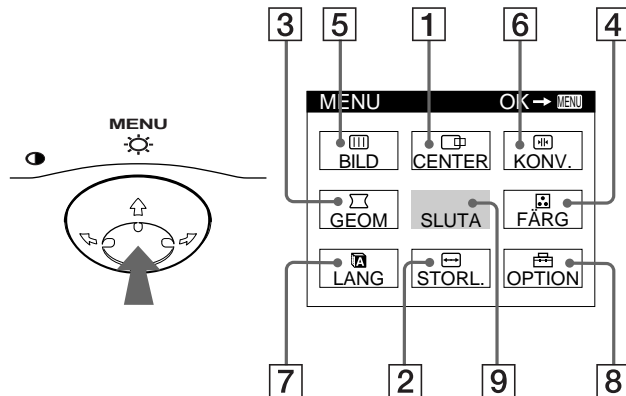 3 5 1 6 4
MENU
MENU OK → MENU
BILD CENTER KONV.
GEOM SLUTA FÄRG
LANG STORL. OPTION
7 2 9 8